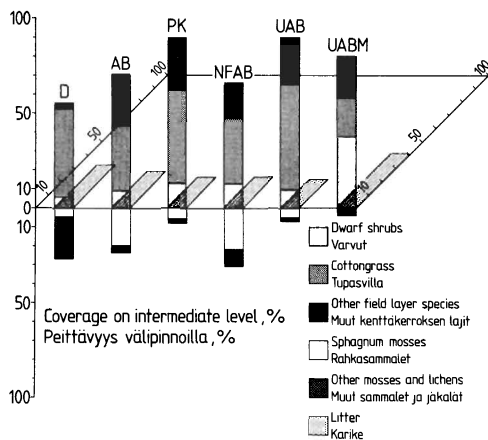 100
PK
UAB
AB
UABM
D
NFAB
100
100
50
50
50
10
10
10
0
0
10
50
100
Dwarf shrubs
Varvut
Cottongrass
Tupasvilla
Other field layer species
Muut kenttäkerroksen lajit
Sphagnum mosses
Rahkasammalet
Other mosses and lichens
Muut sammalet ja jäkälät
Litter
Karike
Coverage on intermediate level, %
Peittävyys välipinnoilla, %